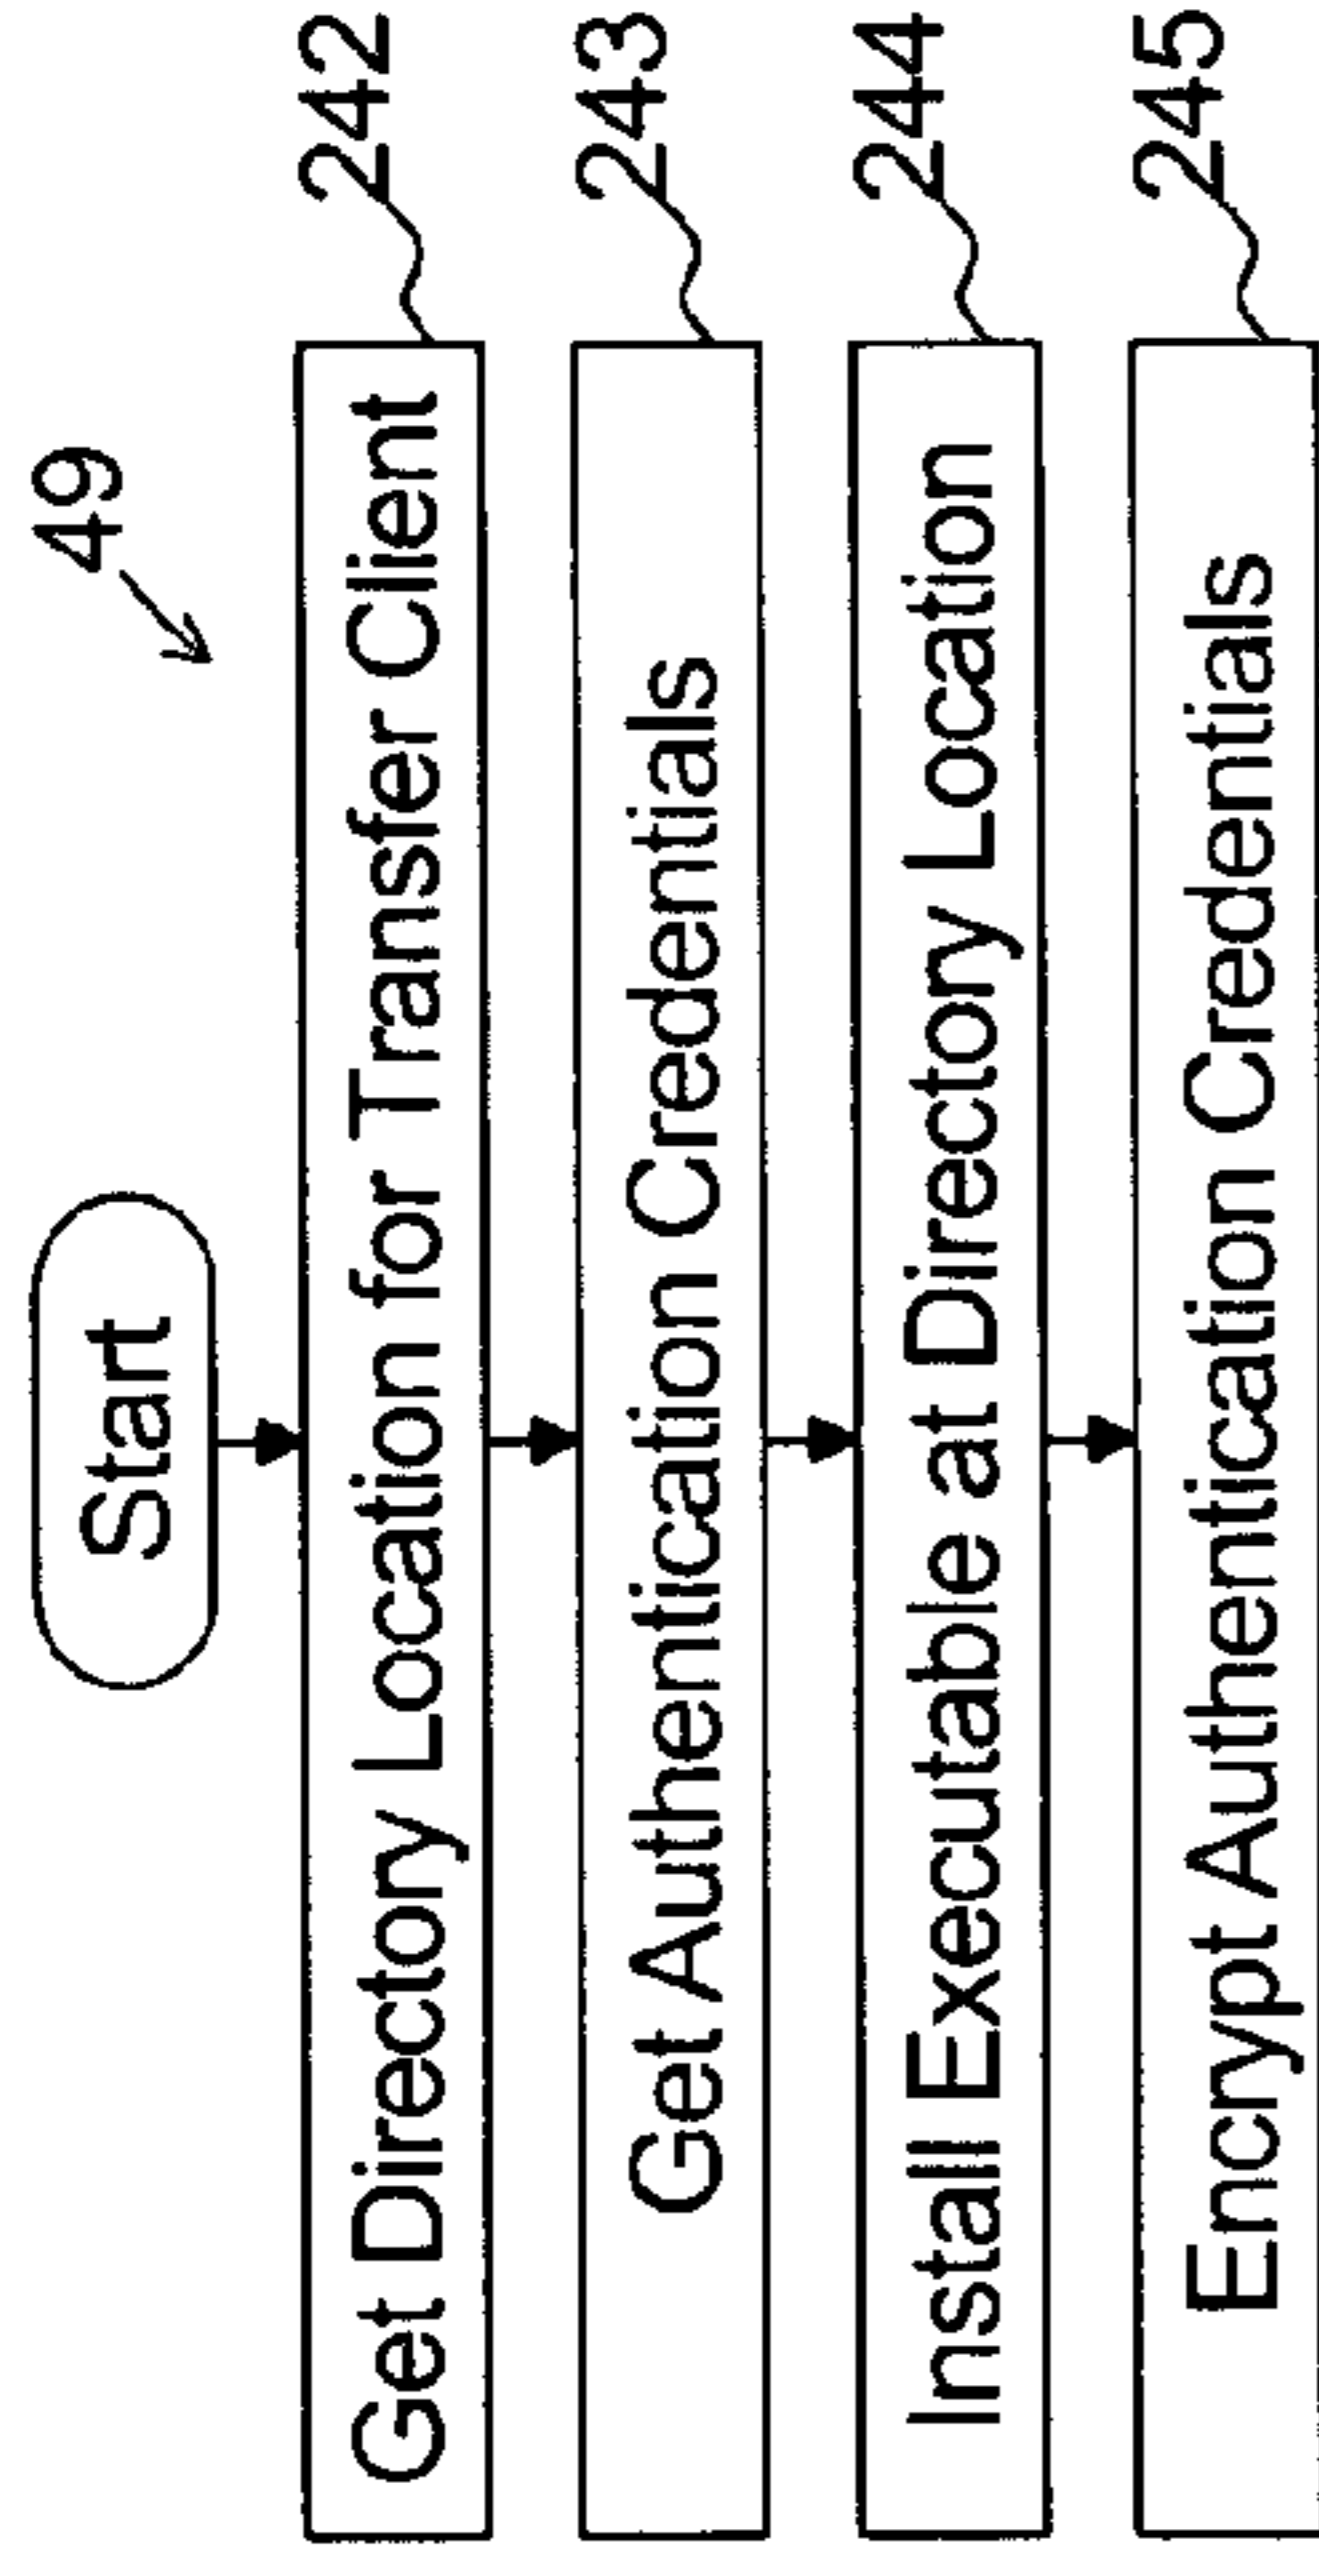 49
Start
Get Directory Location for Transfer Client
242
Get Authentication Credentials
243
Install Executable at Directory Location
244
Encrypt Authentication Credentials
245